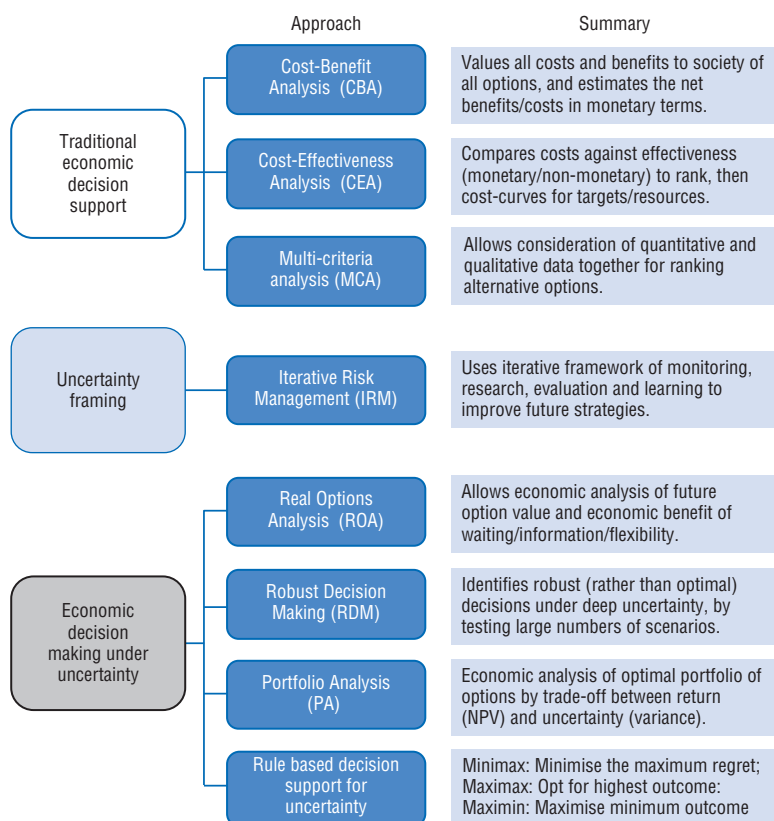 Approach
Summary
Traditional
economic
decision
support
Cost-Benefit
Analysis (CBA)
Values all costs and benefits to society of
all options, and estimates the net
benefits/costs in monetary terms.
Cost-Effectiveness
Analysis (CEA)
Compares costs against effectiveness
(monetary/non-monetary) to rank, then
cost-curves for targets/resources.
Multi-criteria
analysis (MCA)
Allows consideration of quantitative and
qualitative data together for ranking
alternative options.
Uncertainty
framing
Iterative Risk
Management (IRM)
Uses iterative framework of monitoring,
research, evaluation and learning to
improve future strategies.
Economic
decision
making under
uncertainty
Real Options
Analysis (ROA)
Allows economic analysis of future
option value and economic benefit of
waiting/information/flexibility.
Robust Decision
Making (RDM)
Identifies robust (rather than optimal)
decisions under deep uncertainty, by
testing large numbers of scenarios.
Portfolio Analysis
(PA)
Economic analysis of optimal portfolio of
options by trade-off between return
(NPV) and uncertainty (variance).
Rule based decision
support for
uncertainty
Minimax: Minimise the maximum regret;
Maximax: Opt for highest outcome:
Maximin: Maximise minimum outcome